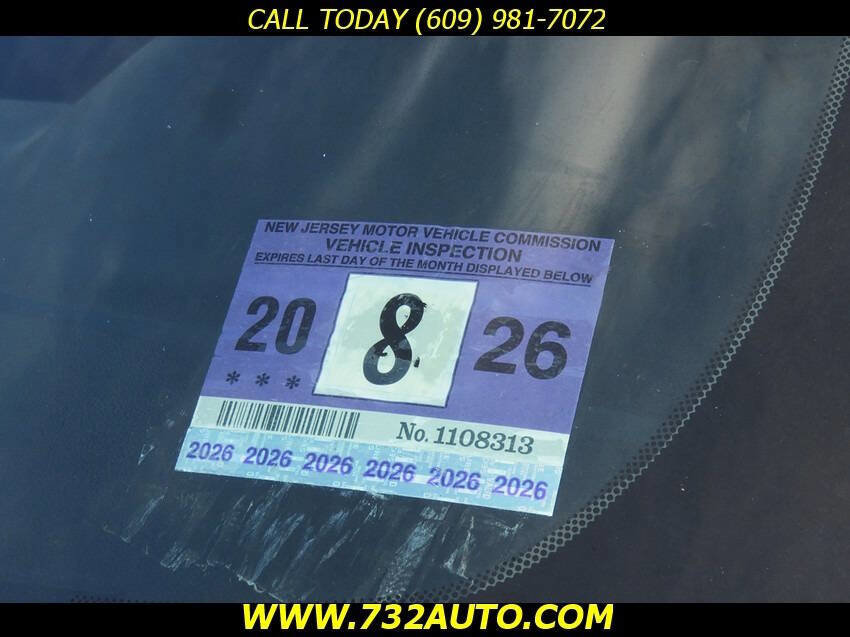 CALL TODAY (609) 981-7072
NEW JERSEY MOTOR VEHICLE COMMISSION
VEHICLE INSPECTION
EXPIRES LAST DAY OF THE MONTH DISPLAYED BELOW
20 8 26
***
No. 1108313
2026 2026 2026 2026 2026 2026
WWW.732AUTO.COM